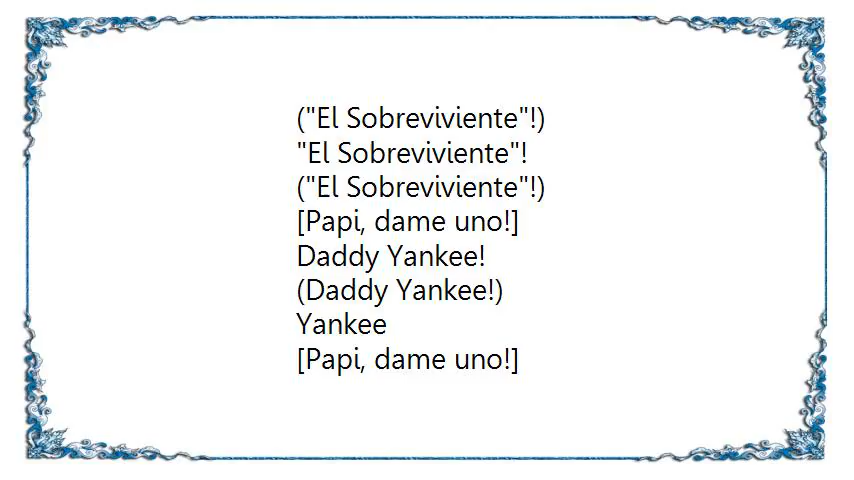 ("El Sobreviviente"!)
"El Sobreviviente"!
("El Sobreviviente"!)
[Papi, dame uno!]
Daddy Yankee!
(Daddy Yankee!)
Yankee
[Papi, dame uno!]